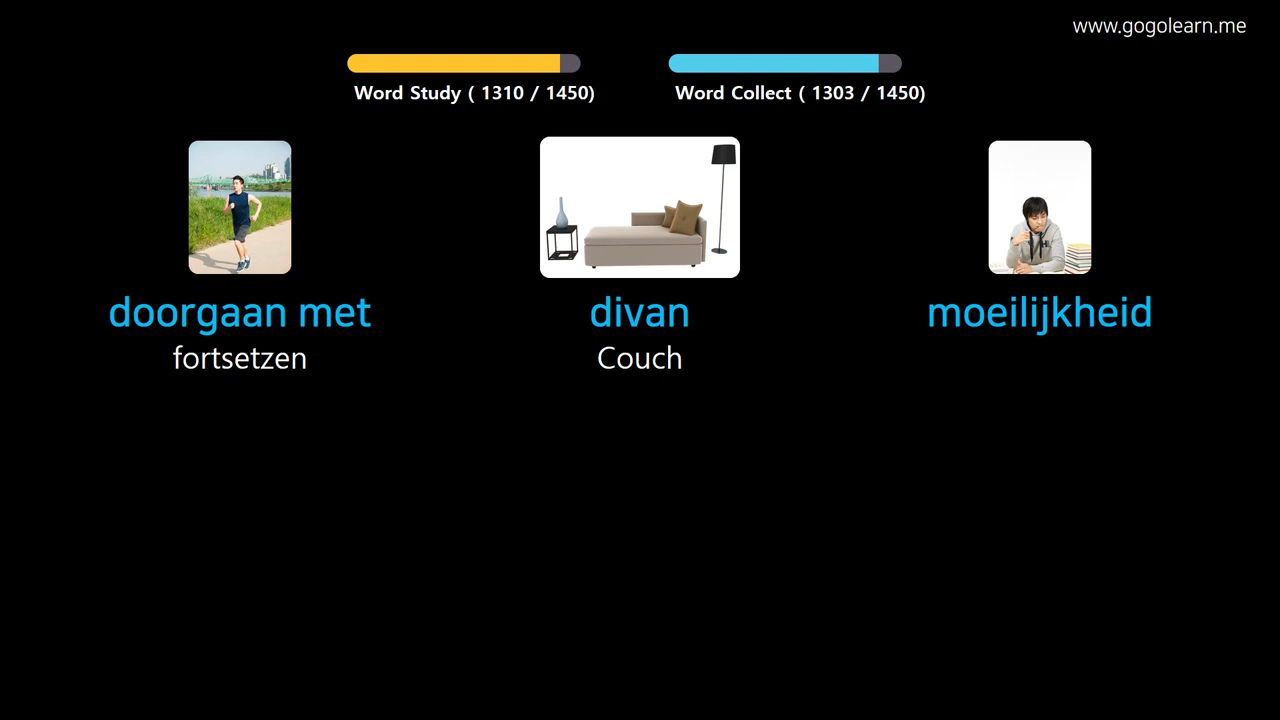 www.gogolearn.me
Word Study ( 1310 / 1450)
Word Collect ( 1303 / 1450)
doorgaan met
fortsetzen
divan
Couch
moeilijkheid